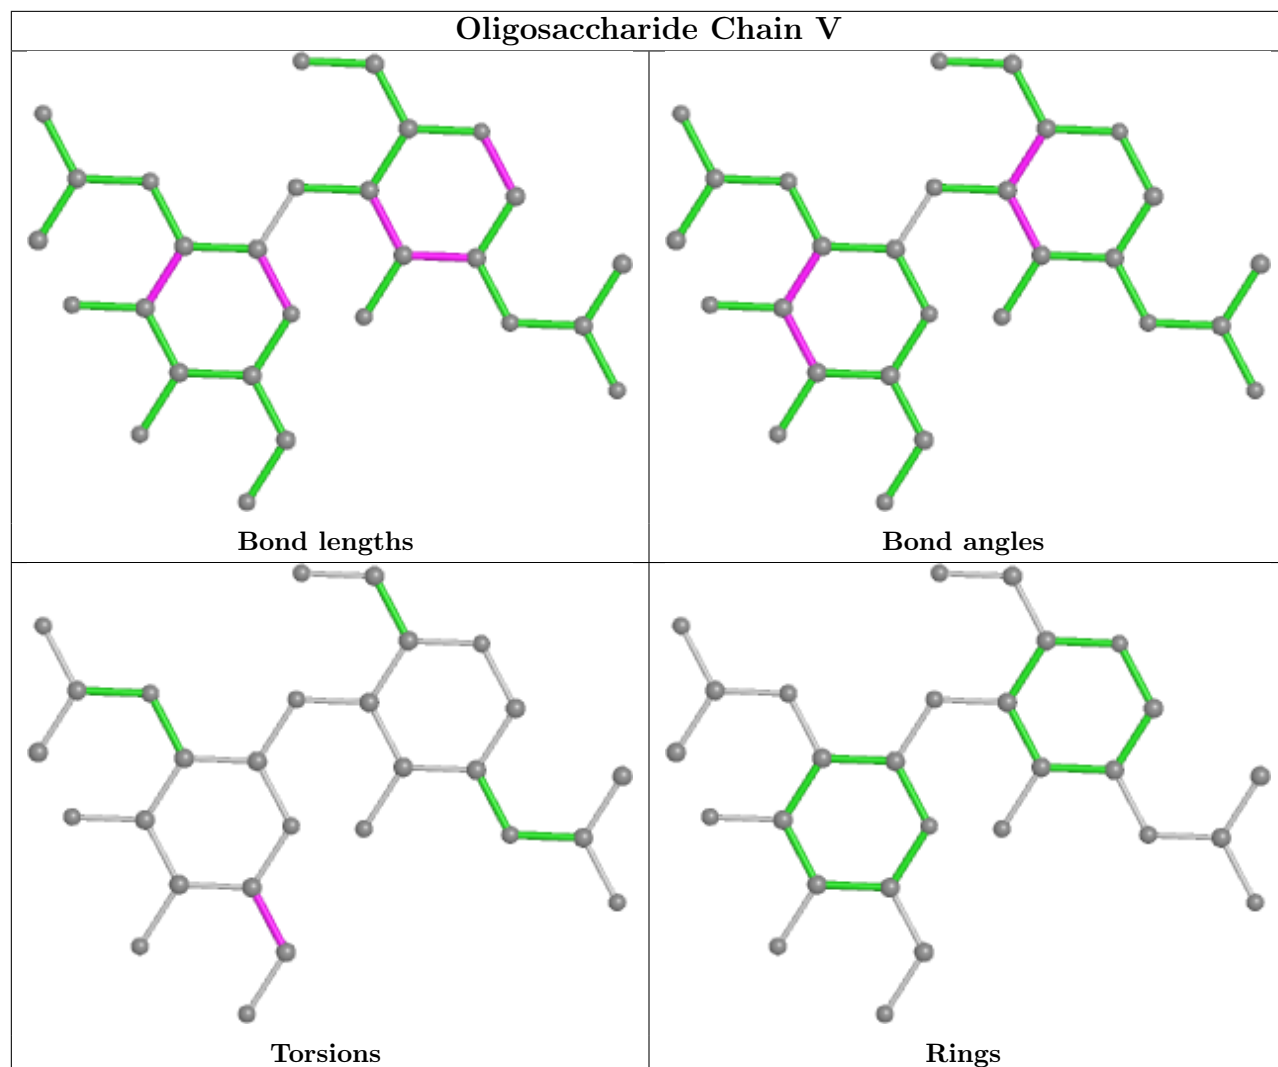 Oligosaccharide Chain V
Bond lengths
Bond angles
Torsions
Rings